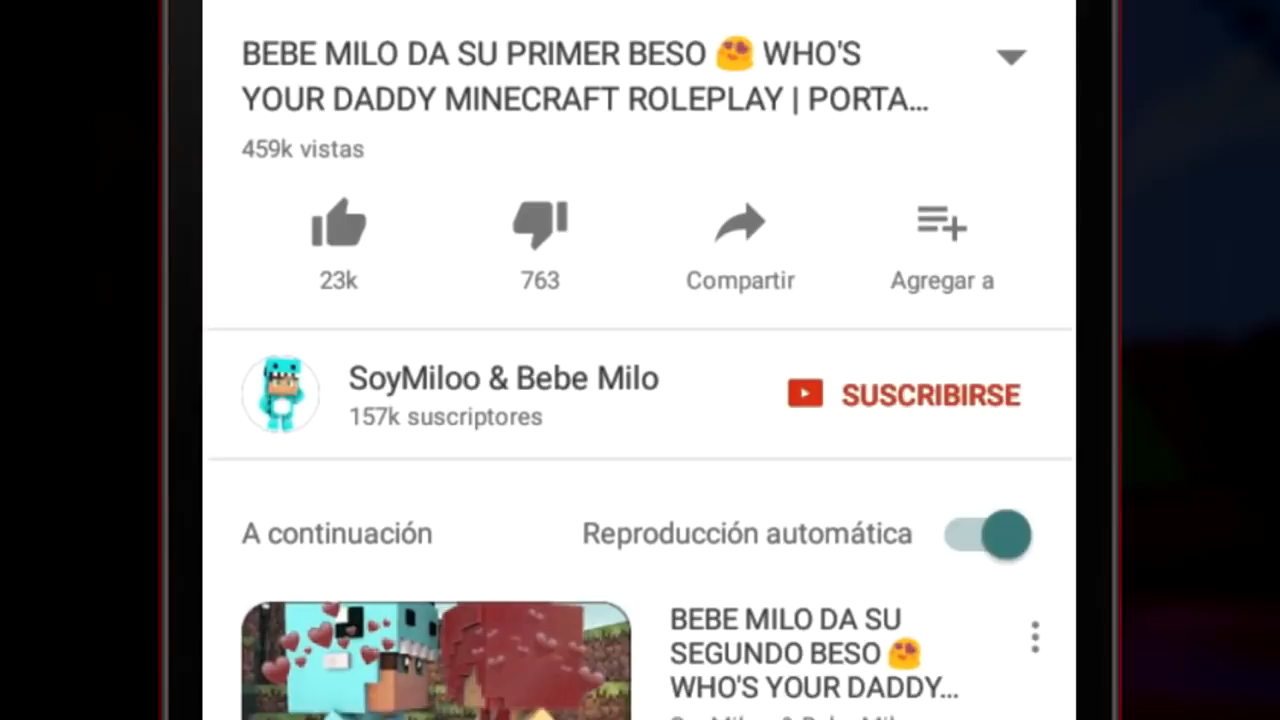 BEBE MILO DA SU PRIMER BESO 😍 WHO'S
YOUR DADDY MINECRAFT ROLEPLAY | PORTA...
459k vistas
23k
763
Compartir
Agregar a
SoyMiloo & Bebe Milo
157k suscriptores
SUSCRIBIRSE
A continuación
Reproducción automática
BEBE MILO DA SU
SEGUNDO BESO 😍
WHO'S YOUR DADDY...